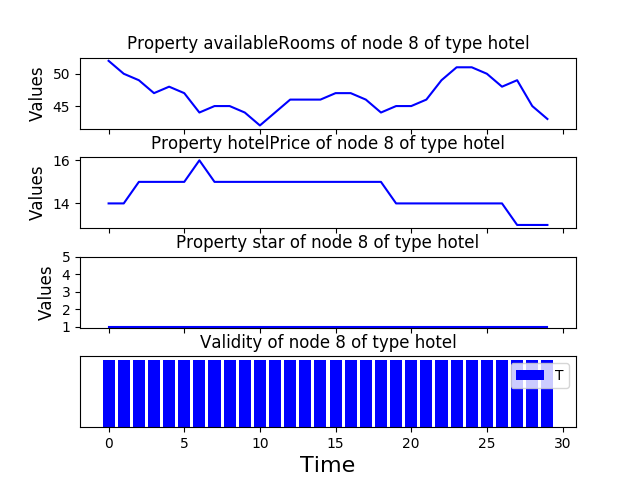 Property availableRooms of node 8 of type hotel
50
45
Values
Property hotelPrice of node 8 of type hotel
16
14
Values
Property star of node 8 of type hotel
5
4
3
2
1
Values
Validity of node 8 of type hotel
T
0 5 10 15 20 25 30
Time